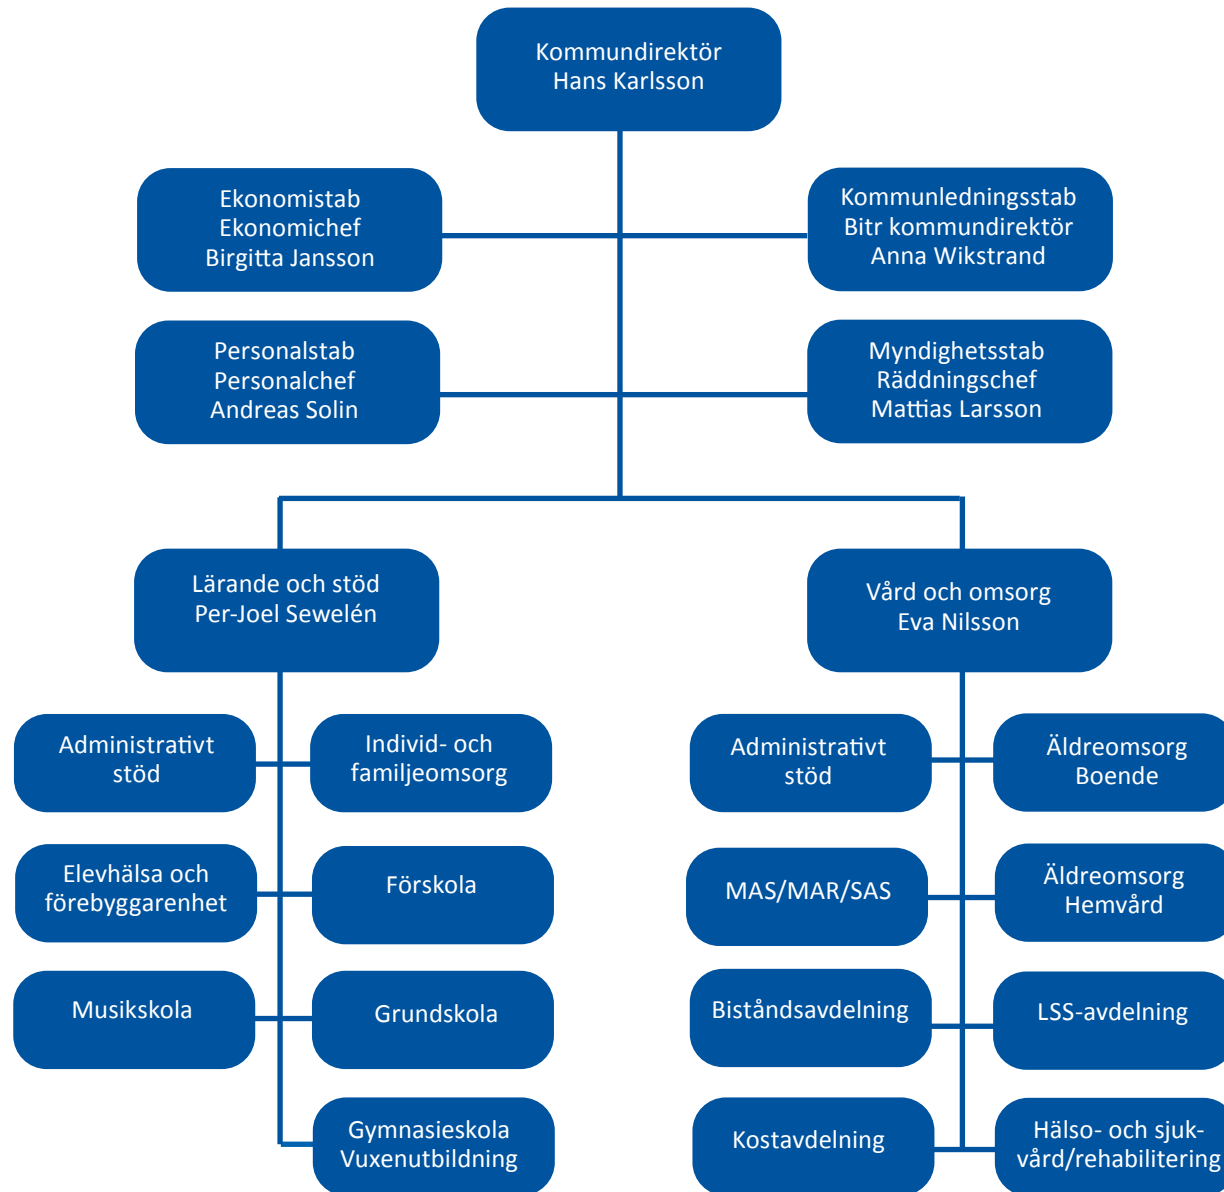 Kommundirektör
Hans Karlsson
Ekonomistab
Ekonomichef
Birgitta Jansson
Kommunledningsstab
Bitr kommundirektör
Anna Wikstrand
Personalstab
Personalchef
Andreas Solin
Myndighetsstab
Räddningschef
Mattias Larsson
Lärande och stöd
Per-Joel Sewelén
Vård och omsorg
Eva Nilsson
Administrativt
stöd
Individ- och
familjeomsorg
Elevhälsa och
förebyggarenhet
Förskola
Musikskola
Grundskola
Gymnasieskola
Vuxenutbildning
Administrativt
stöd
Äldreomsorg
Boende
MAS/MAR/SAS
Äldreomsorg
Hemvård
Biståndsavdelning
LSS-avdelning
Kostavdelning
Hälso- och sjuk-
vård/rehabilitering